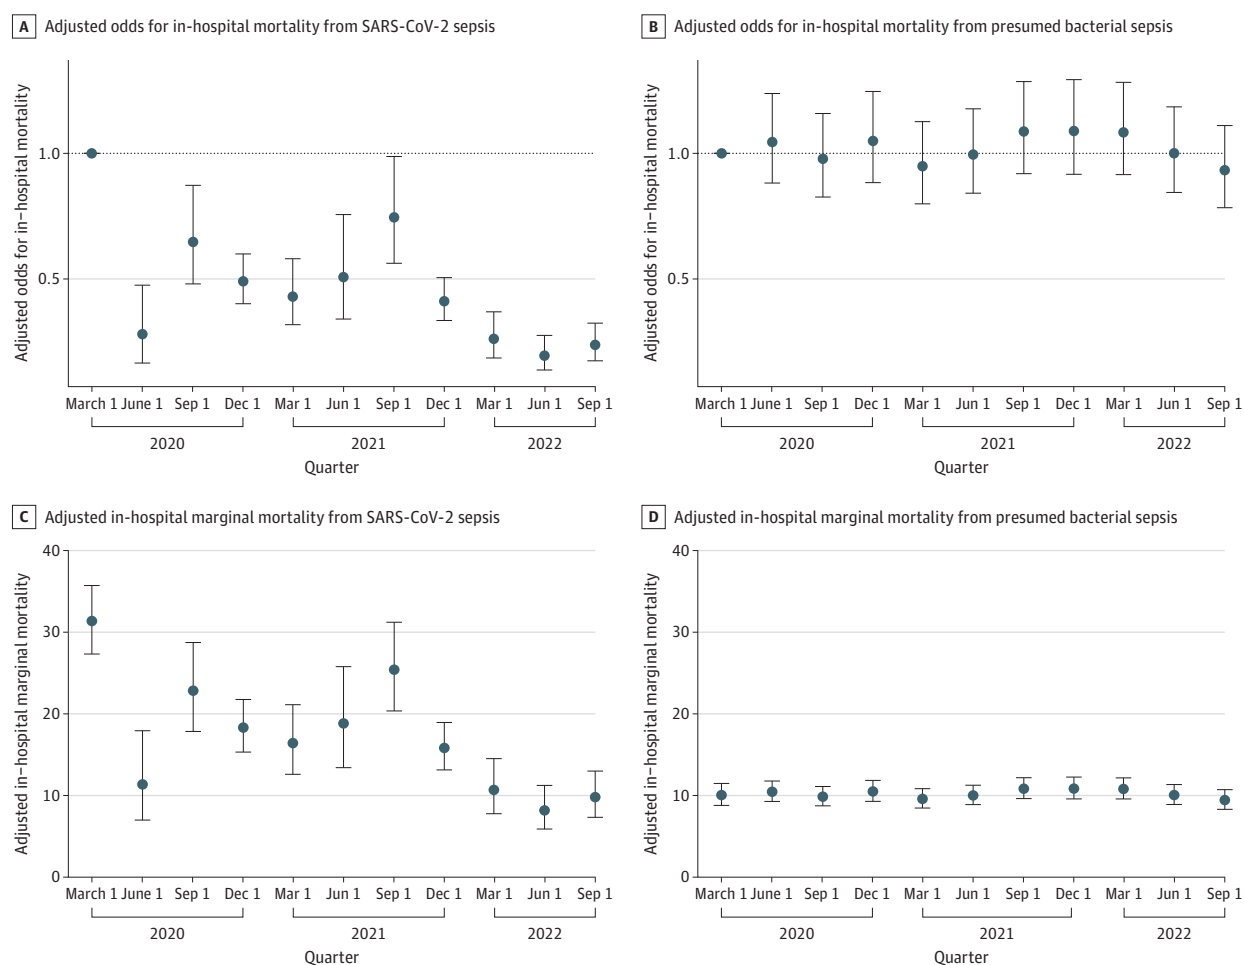 A Adjusted odds for in-hospital mortality from SARS-CoV-2 sepsis
Adjusted odds for in-hospital mortality
1.0
0.5
March 1 June 1 Sep 1 Dec 1 Mar 1 Jun 1 Sep 1 Dec 1 Mar 1 Jun 1 Sep 1
2020 2021 2022
Quarter
B Adjusted odds for in-hospital mortality from presumed bacterial sepsis
Adjusted odds for in-hospital mortality
1.0
0.5
March 1 June 1 Sep 1 Dec 1 Mar 1 Jun 1 Sep 1 Dec 1 Mar 1 Jun 1 Sep 1
2020 2021 2022
Quarter
C Adjusted in-hospital marginal mortality from SARS-CoV-2 sepsis
Adjusted in-hospital marginal mortality
40
30
20
10
0
March 1 June 1 Sep 1 Dec 1 Mar 1 Jun 1 Sep 1 Dec 1 Mar 1 Jun 1 Sep 1
2020 2021 2022
Quarter
D Adjusted in-hospital marginal mortality from presumed bacterial sepsis
Adjusted in-hospital marginal mortality
40
30
20
10
0
March 1 June 1 Sep 1 Dec 1 Mar 1 Jun 1 Sep 1 Dec 1 Mar 1 Jun 1 Sep 1
2020 2021 2022
Quarter